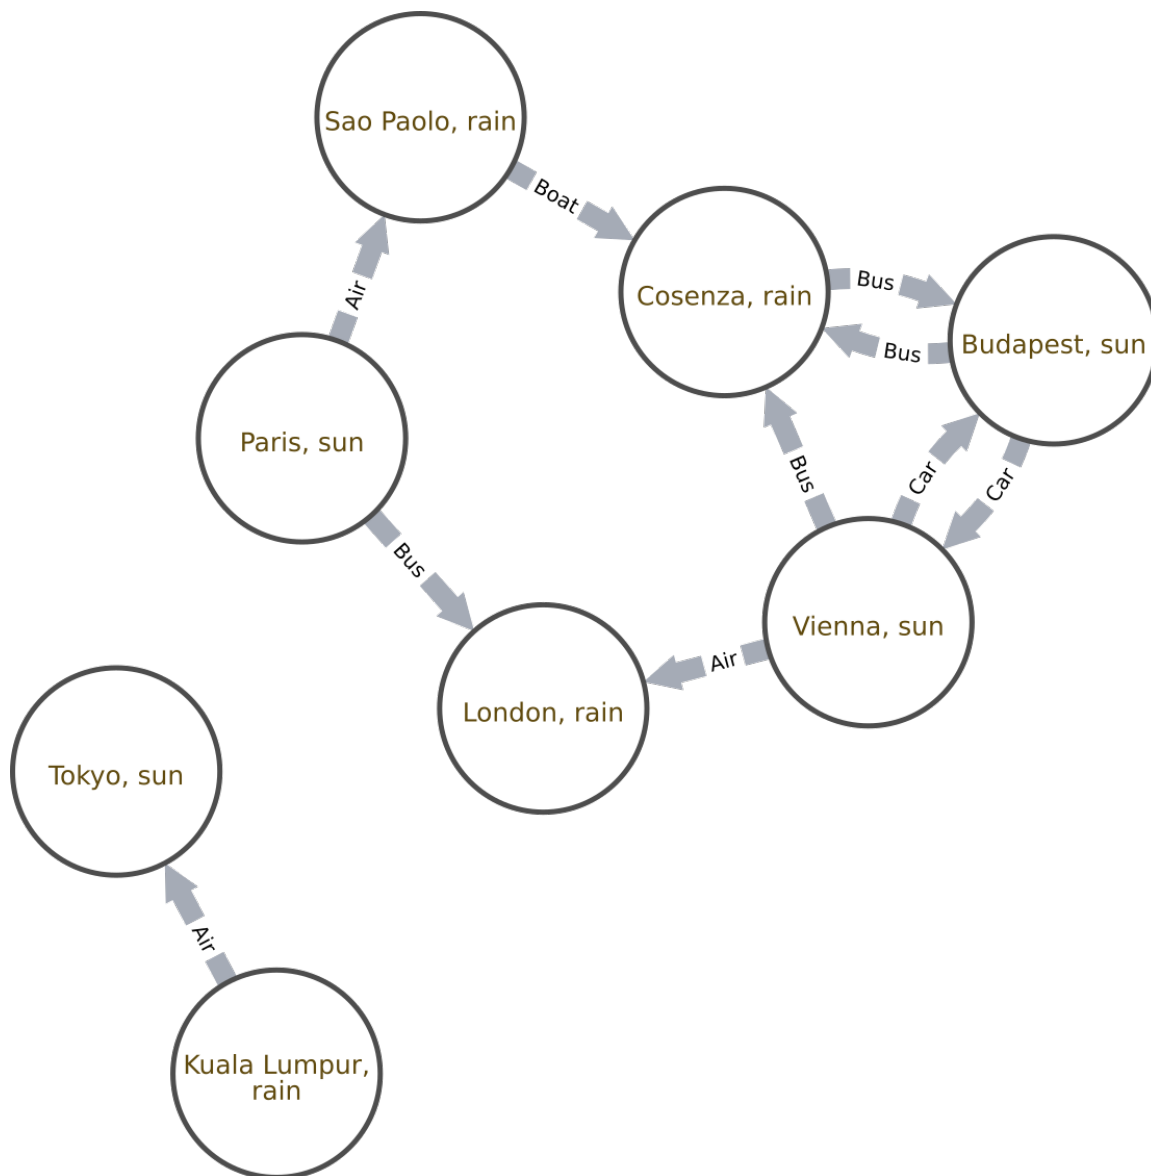 Sao Paolo, rain
Boat
Cosenza, rain
Bus
Budapest, sun
Bus
Air
Paris, sun
Bus
Car
Car
Bus
Vienna, sun
Air
London, rain
Tokyo, sun
Air
Kuala Lumpur,
rain